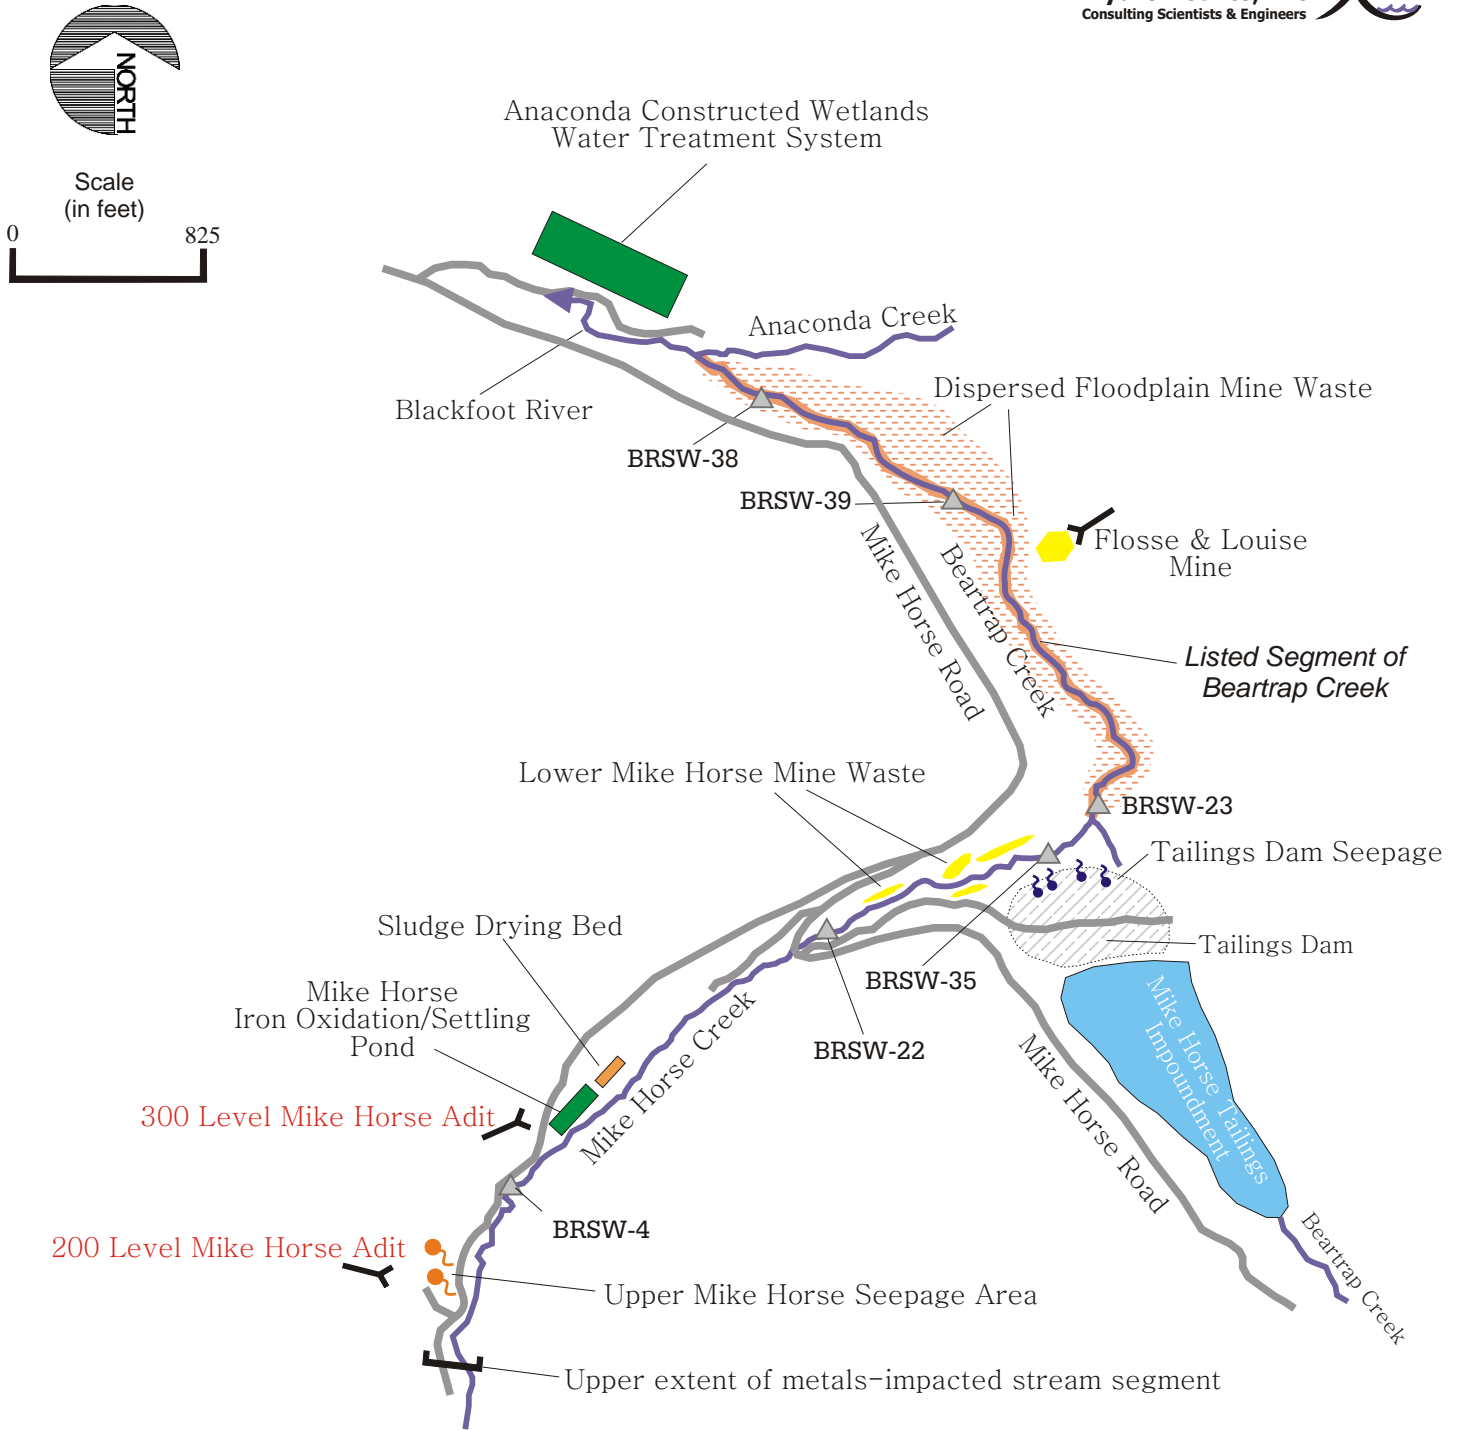 Consulting Scientists & Engineers
NORTH
Scale
(in feet)
0 825
Anaconda Constructed Wetlands
Water Treatment System
Anaconda Creek
Dispersed Floodplain Mine Waste
Blackfoot River
BRSW-38
BRSW-39
Flosse & Louise
Mine
Mike Horse Road
Beartrap Creek
Listed Segment of
Beartrap Creek
Lower Mike Horse Mine Waste
BRSW-23
Tailings Dam Seepage
Sludge Drying Bed
Tailings Dam
BRSW-35
Mike Horse
Iron Oxidation/Settling
Pond
Mike Horse Creek
BRSW-22
Mike Horse Tailings
Impoundment
Mike Horse Road
300 Level Mike Horse Adit
BRSW-4
200 Level Mike Horse Adit
Beartrap Creek
Upper Mike Horse Seepage Area
Upper extent of metals-impacted stream segment